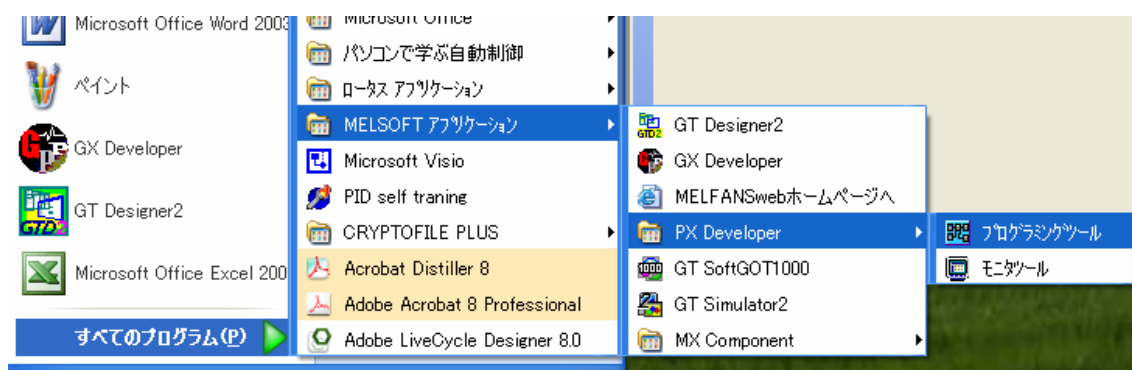 Microsoft Office Word 2003
ペイント
GX Developer
GT Designer2
Microsoft Office Excel 200
すべてのプログラム(P)
Microsoft Office
パソコンで学ぶ自動制御
ロータス アプリケーション
MELSOFT アプリケーション
Microsoft Visio
PID self traning
CRYPTOFILE PLUS
Acrobat Distiller 8
Adobe Acrobat 8 Professional
Adobe LiveCycle Designer 8.0
GT Designer2
GX Developer
MELFANSwebホームページへ
PX Developer
GT SoftGOT1000
GT Simulator2
MX Component
プログラミングツール
モニタツール